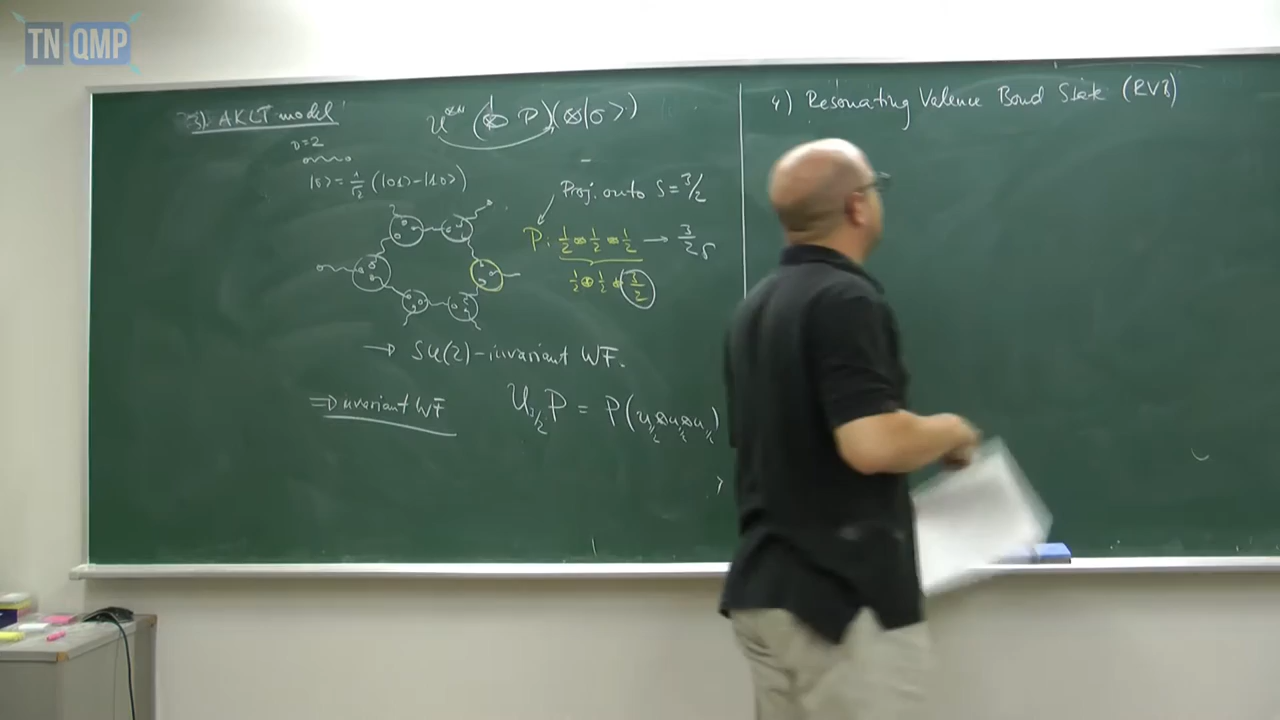 TN QMP
3) AKLT model
U^{⊗N} (⊗ P)(⊗|σ>)
D=2
|σ> = 1/√2 (|01> - |10>)
Proj. onto S = 3/2
P: 1/2 ⊗ 1/2 ⊗ 1/2 → 3/2
1/2 ⊕ 1/2 ⊕ 3/2
→ SU(2)-invariant WF.
⇒ invariant WF
U_{3/2} P = P(u_{1/2}⊗u_{1/2}⊗u_{1/2})
4) Resonating Valence Bond State (RVB)